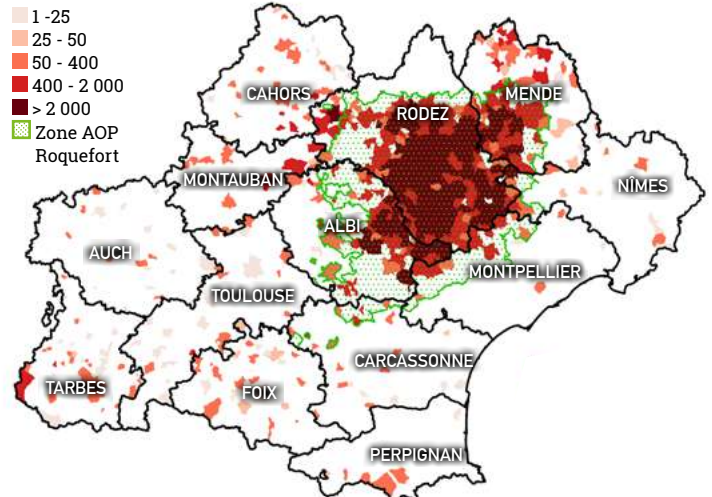 1 -25
25 - 50
50 - 400
400 - 2 000
> 2 000
Zone AOP
Roquefort
CAHORS
MENDE
RODEZ
MONTAUBAN
NÎMES
ALBI
AUCH
MONTPELLIER
TOULOUSE
CARCASSONNE
TARBES
FOIX
PERPIGNAN